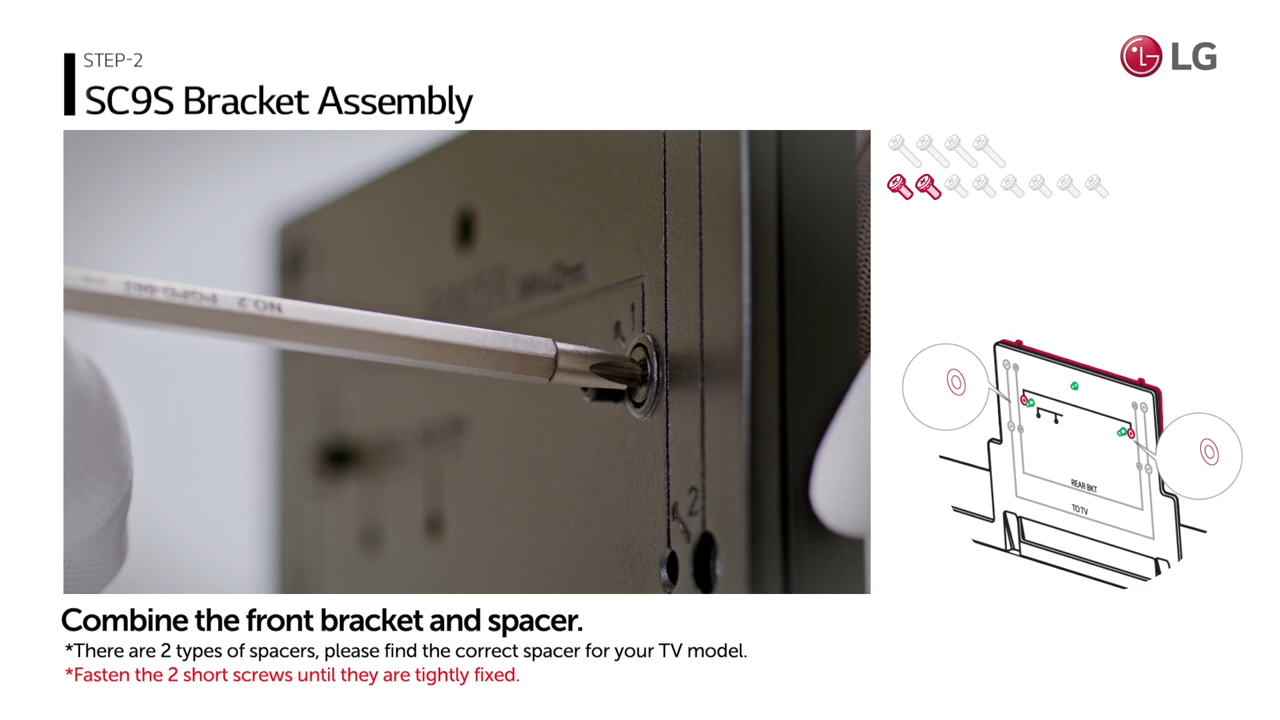 STEP-2
LG
SC9S Bracket Assembly
NO.2
1
2
REAR BKT
TO TV
Combine the front bracket and spacer.
*There are 2 types of spacers, please find the correct spacer for your TV model.
*Fasten the 2 short screws until they are tightly fixed.